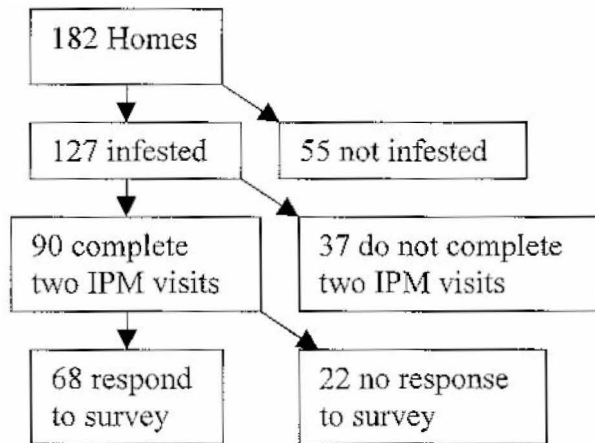 182 Homes
127 infested
55 not infested
90 complete
two IPM visits
37 do not complete
two IPM visits
68 respond
to survey
22 no response
to survey